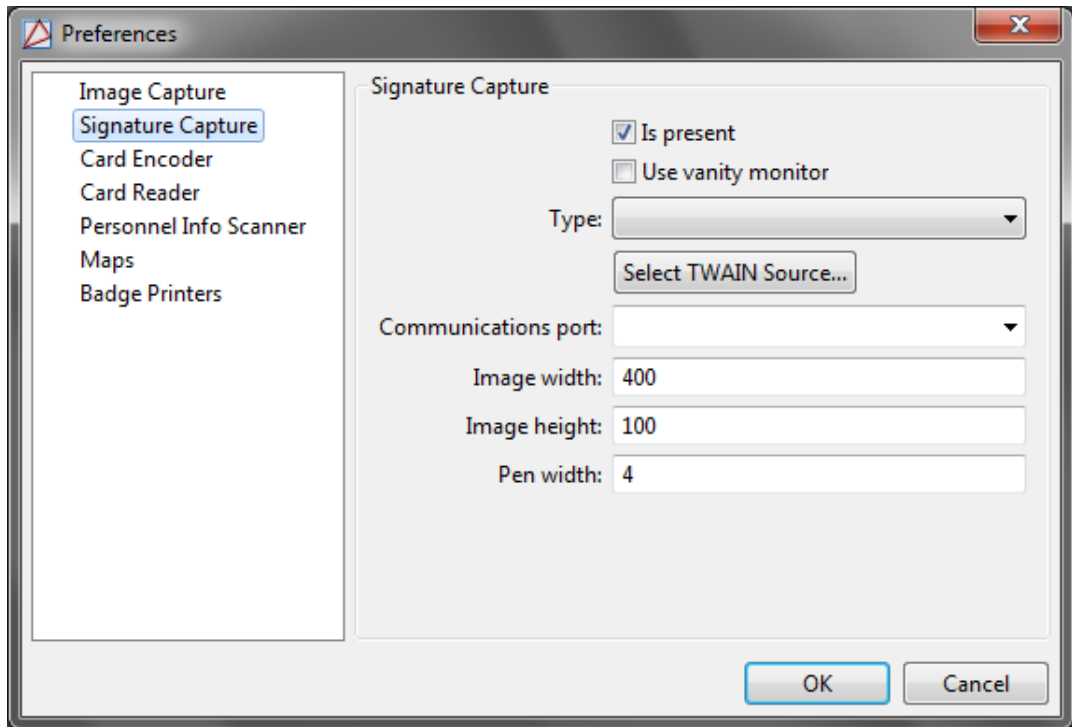 Preferences
Image Capture
Signature Capture
Card Encoder
Card Reader
Personnel Info Scanner
Maps
Badge Printers
Signature Capture
Is present
Use vanity monitor
Type:
Select TWAIN Source...
Communications port:
Image width: 400
Image height: 100
Pen width: 4
OK Cancel